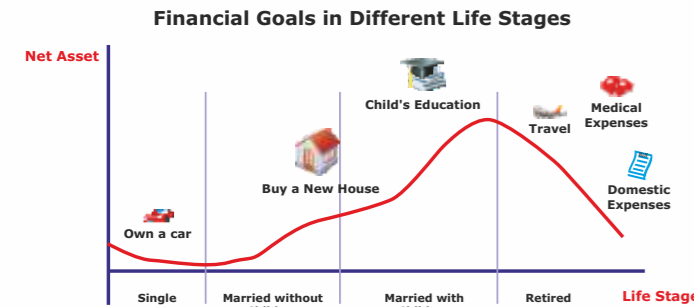 Financial Goals in Different Life Stages
Net Asset
Child's Education
Medical
Expenses
Travel
Buy a New House
Domestic
Expenses
Own a car
Single
Married without
Married with
Retired
Life Stage